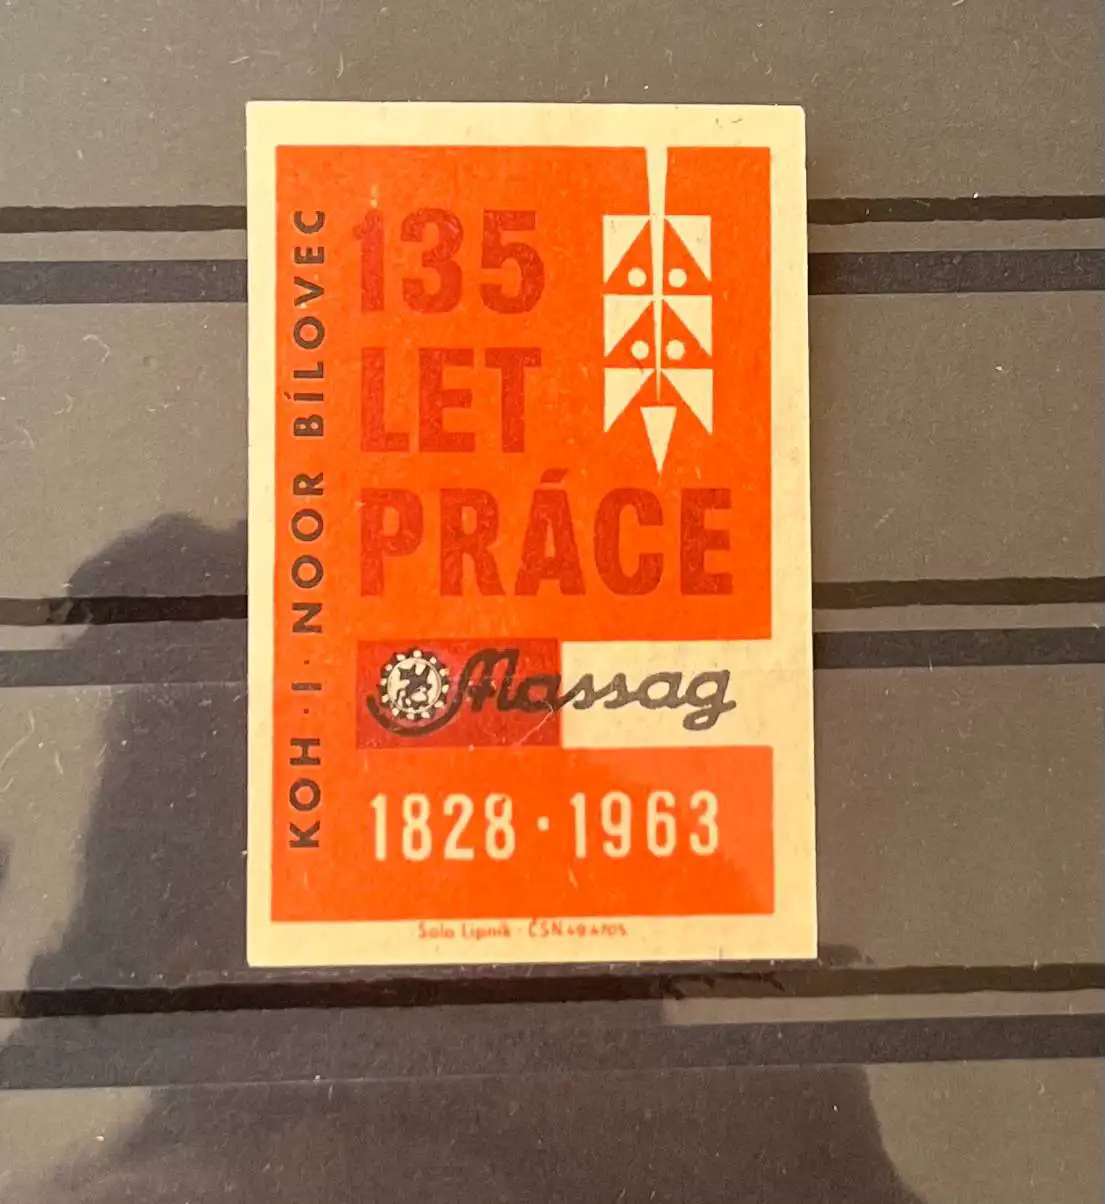 KOH·I·NOOR BÍLOVEC
135
LET
PRÁCE
Massag
1828·1963
Solo Lipník · ČSN 49 4705